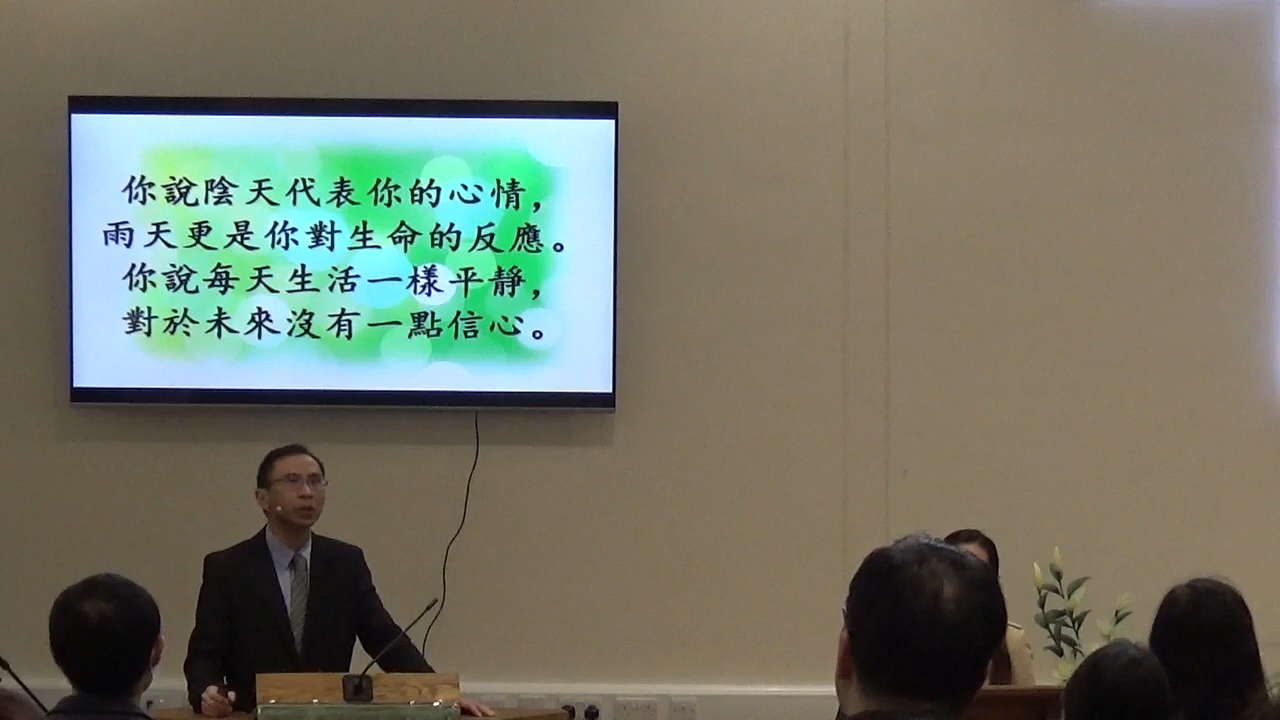 你說陰天代表你的心情，
雨天更是你對生命的反應。
你說每天生活一樣平靜，
對於未來沒有一點信心。